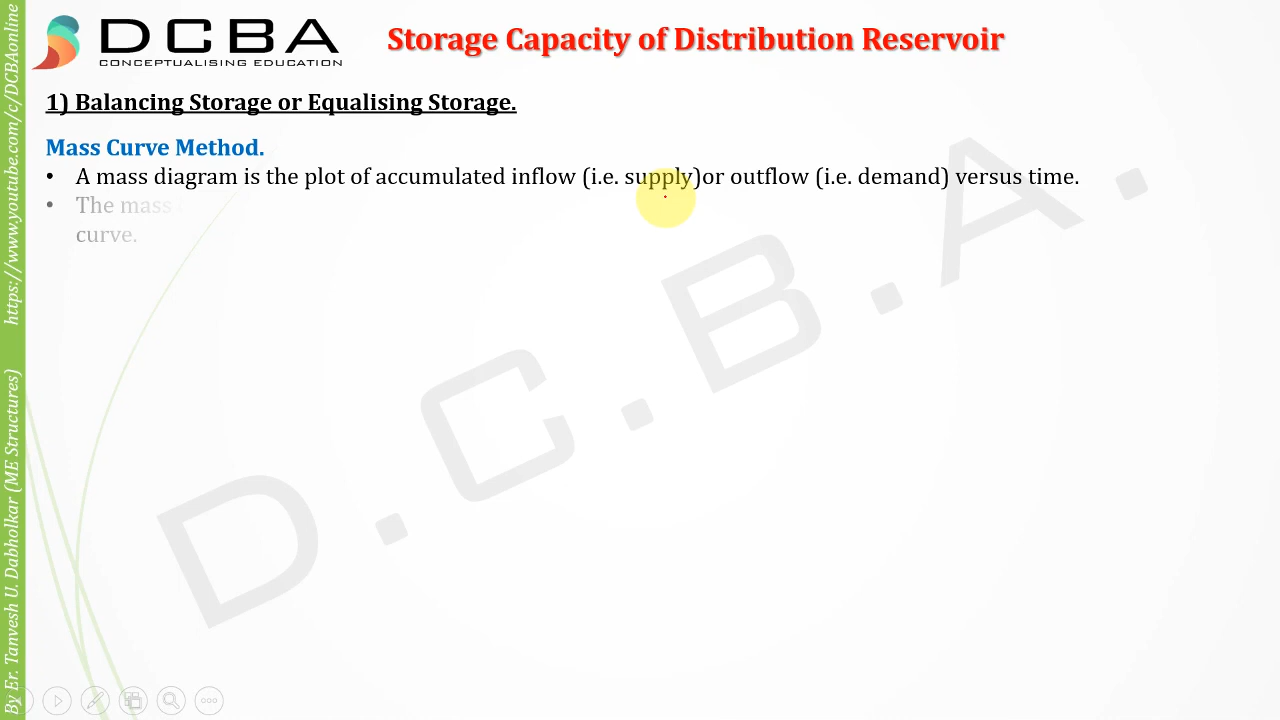 DCBA
CONCEPTUALISING EDUCATION
Storage Capacity of Distribution Reservoir
1) Balancing Storage or Equalising Storage.
Mass Curve Method.
• A mass diagram is the plot of accumulated inflow (i.e. supply)or outflow (i.e. demand) versus time.
• The mass
curve.
D.C.B.A.
By Er. Tanvesh U. Dabholkar (ME Structures) https://www.youtube.com/c/DCBAonline